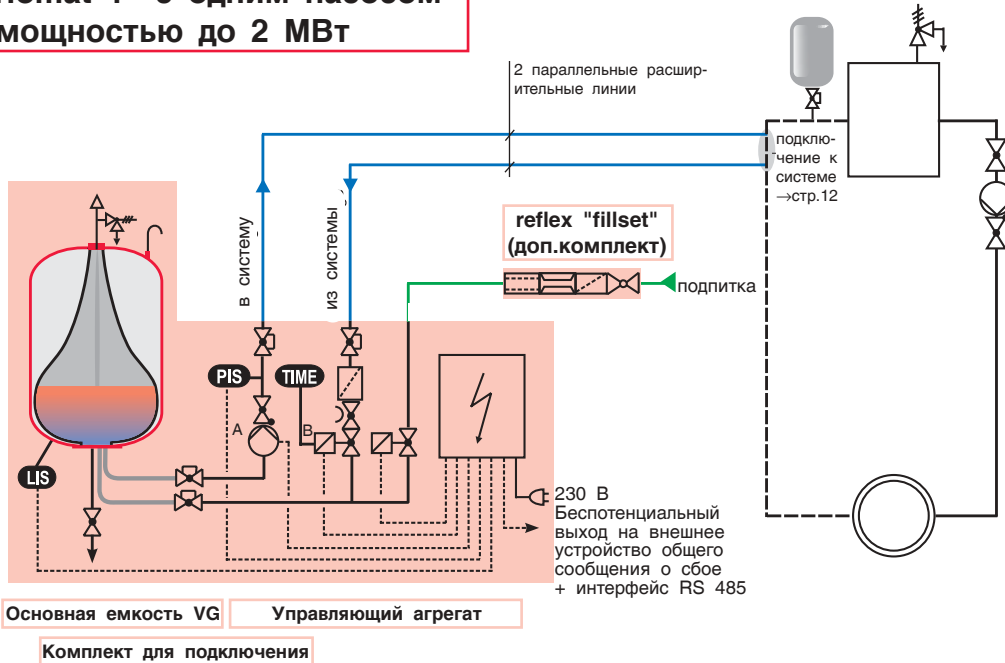 с одним насосом
мощностью до 2 МВт
2 параллельные расшир-
ительные линии
подклю-
чение к
системе
→стр.12
в систему
из системы
reflex "fillset"
(доп.комплект)
подпитка
PIS
TIME
A
B
LIS
230 В
Беспотенциальный
выход на внешнее
устройство общего
сообщения о сбое
+ интерфейс RS 485
Основная емкость VG
Управляющий агрегат
Комплект для подключения